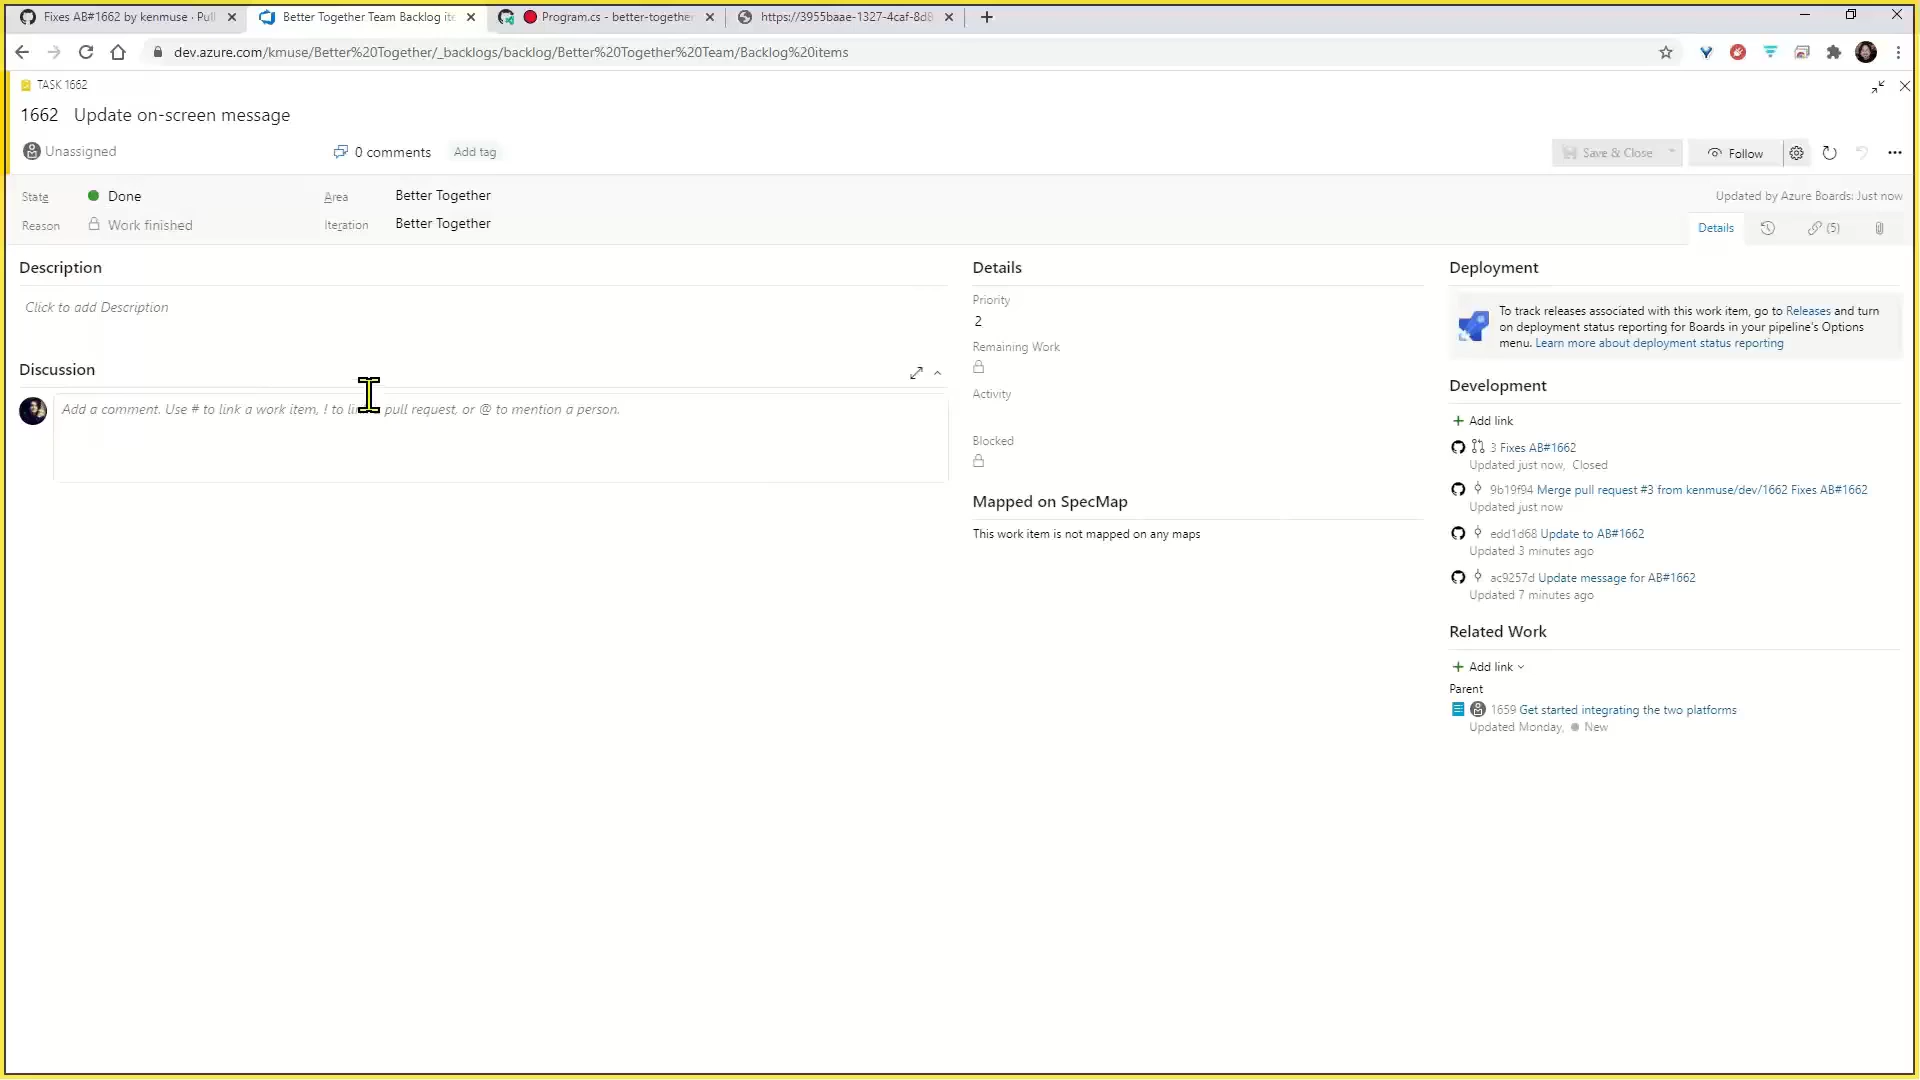 Fixes AB#1662 by kenmuse · Pull
Better Together Team Backlog ite
Program.cs - better-together
https://3955baae-1327-4caf-8d8
dev.azure.com/kmuse/Better%20Together/_backlogs/backlog/Better%20Together%20Team/Backlog%20items
TASK 1662
1662 Update on-screen message
Unassigned
0 comments
Add tag
Save & Close
Follow
State
Done
Area
Better Together
Updated by Azure Boards: Just now
Reason
Work finished
Iteration
Better Together
Details
(5)
Description
Click to add Description
Discussion
Add a comment. Use # to link a work item, ! to li pull request, or @ to mention a person.
Details
Priority
2
Remaining Work
Activity
Blocked
Mapped on SpecMap
This work item is not mapped on any maps
Deployment
To track releases associated with this work item, go to Releases and turn
on deployment status reporting for Boards in your pipeline's Options
menu. Learn more about deployment status reporting
Development
+ Add link
3 Fixes AB#1662
Updated just now, Closed
9b19f94 Merge pull request #3 from kenmuse/dev/1662 Fixes AB#1662
Updated just now
edd1d68 Update to AB#1662
Updated 3 minutes ago
ac9257d Update message for AB#1662
Updated 7 minutes ago
Related Work
+ Add link
Parent
1659 Get started integrating the two platforms
Updated Monday, New